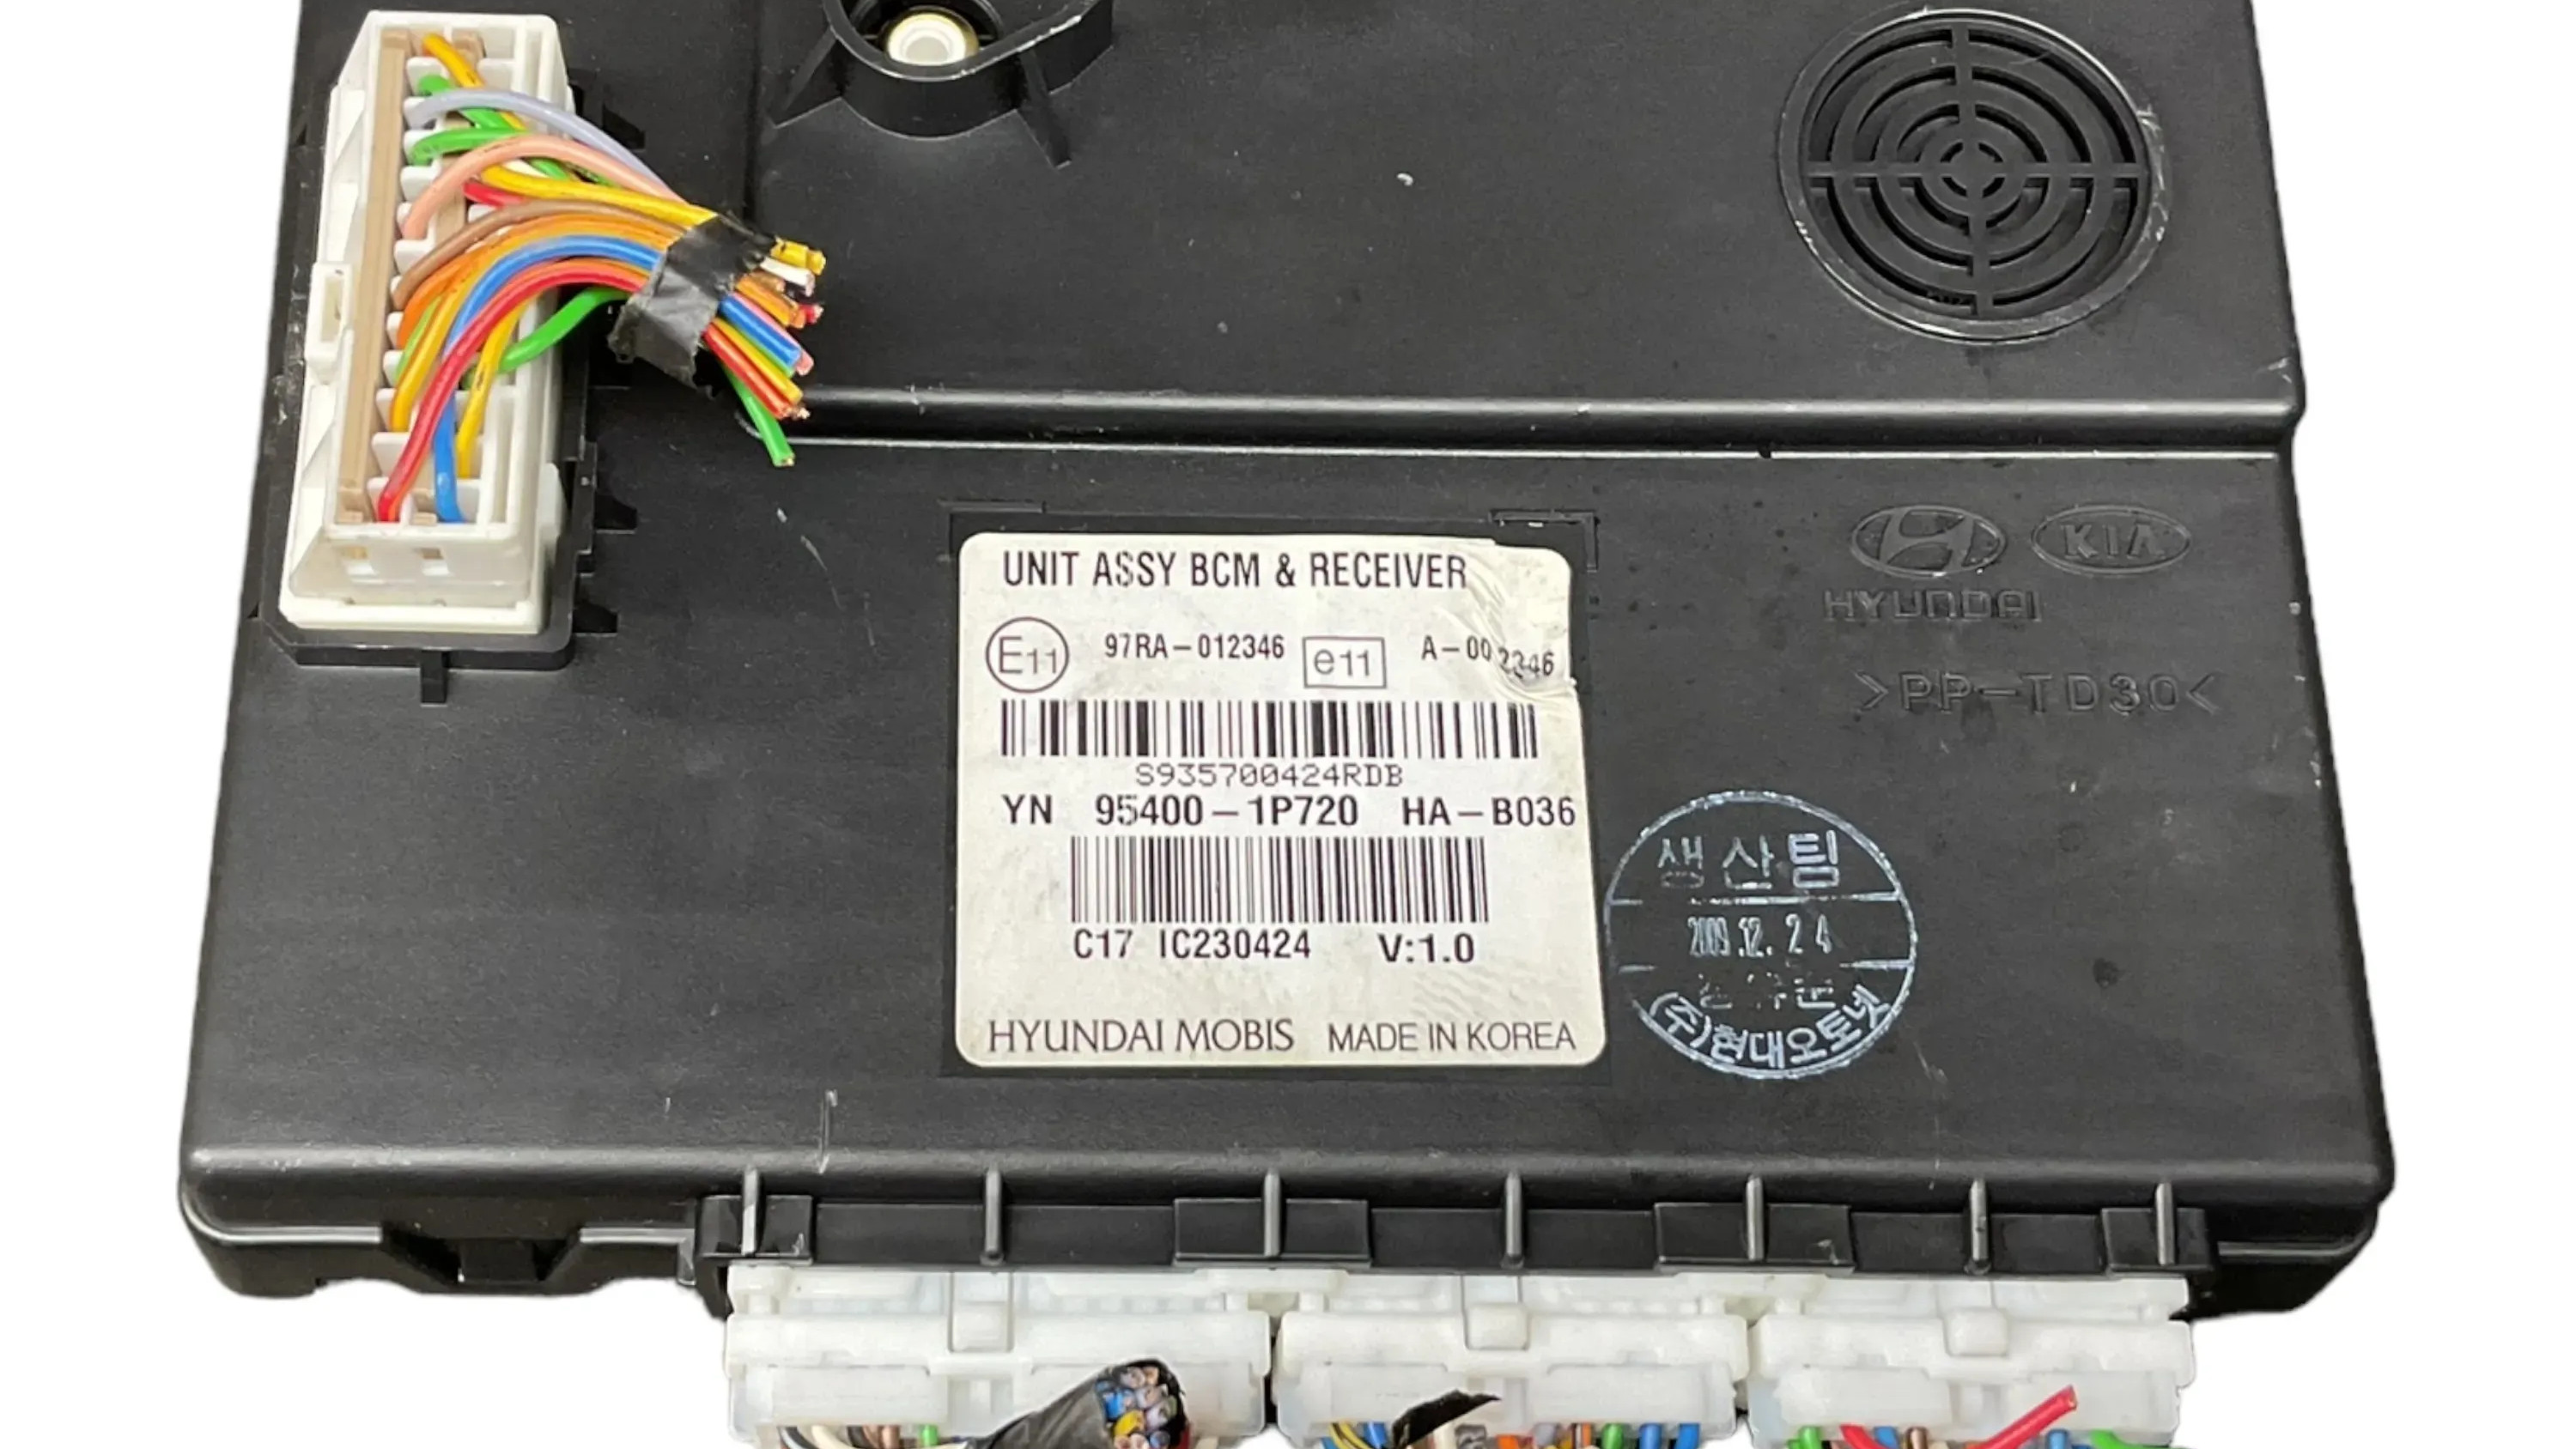 UNIT ASSY BCM & RECEIVER
E11 97RA-012346 e11 A-002346
S935700424RDB
YN 95400-1P720 HA-B036
C17 IC230424 V:1.0
HYUNDAI MOBIS MADE IN KOREA
KIA
HYUNDAI
>PP-TD30<
생산팀
2009.12.24
(주)현대오토넷